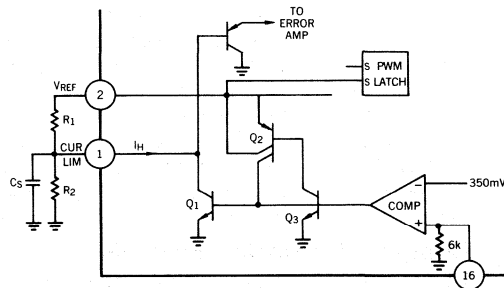 TO
ERROR
AMP
S PWM
S LATCH
VREF
2
R1
Q2
CUR
LIM
1
IH
CS
R2
Q1
Q3
COMP
−
+
350mV
6k
16